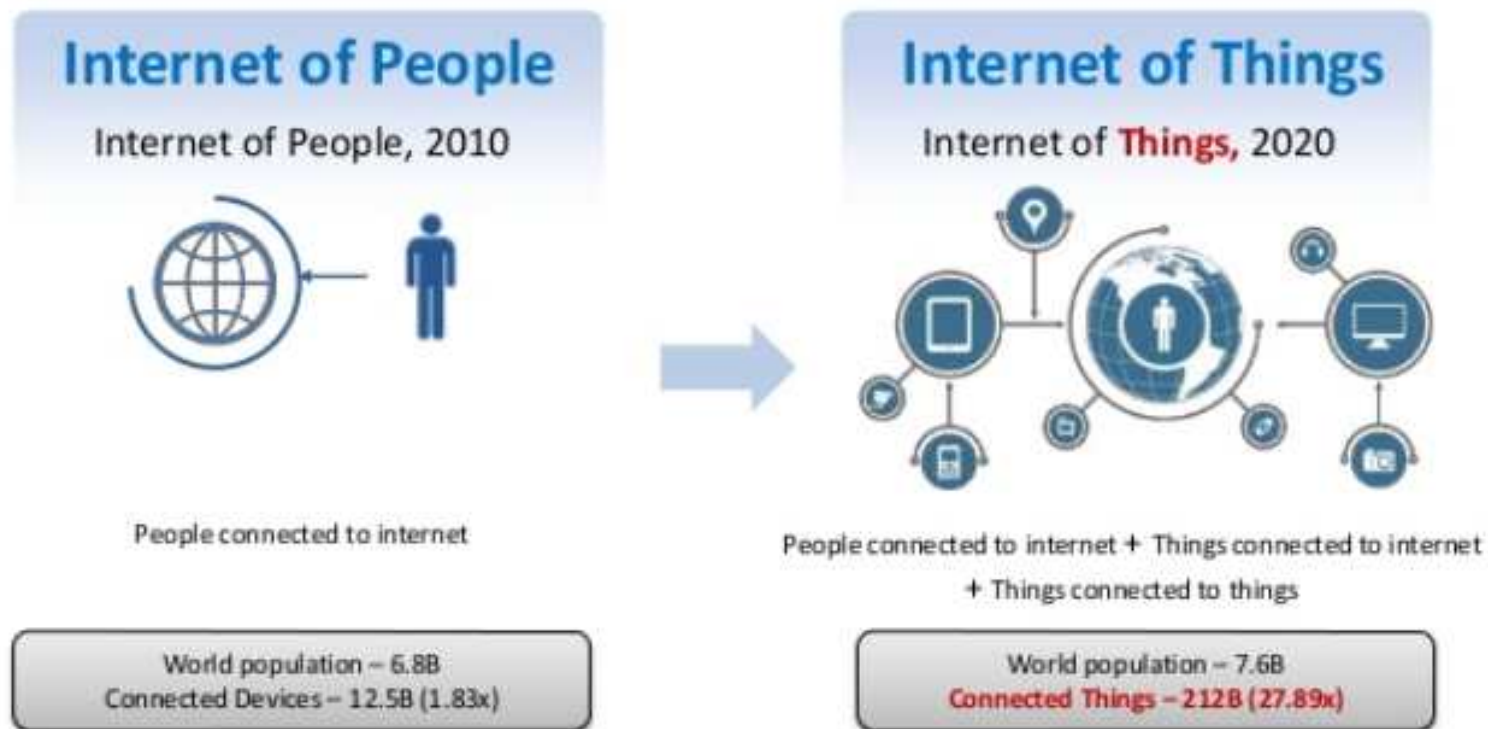 Internet of People
Internet of People, 2010
People connected to internet
World population – 6.8B
Connected Devices – 12.5B (1.83x)
Internet of Things
Internet of Things, 2020
People connected to internet + Things connected to internet
+ Things connected to things
World population – 7.6B
Connected Things – 212B (27.89x)